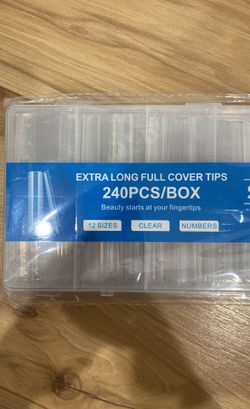 EXTRA LONG FULL COVER TIPS
240PCS/BOX
Beauty starts at your fingertips
12 SIZES CLEAR NUMBERS